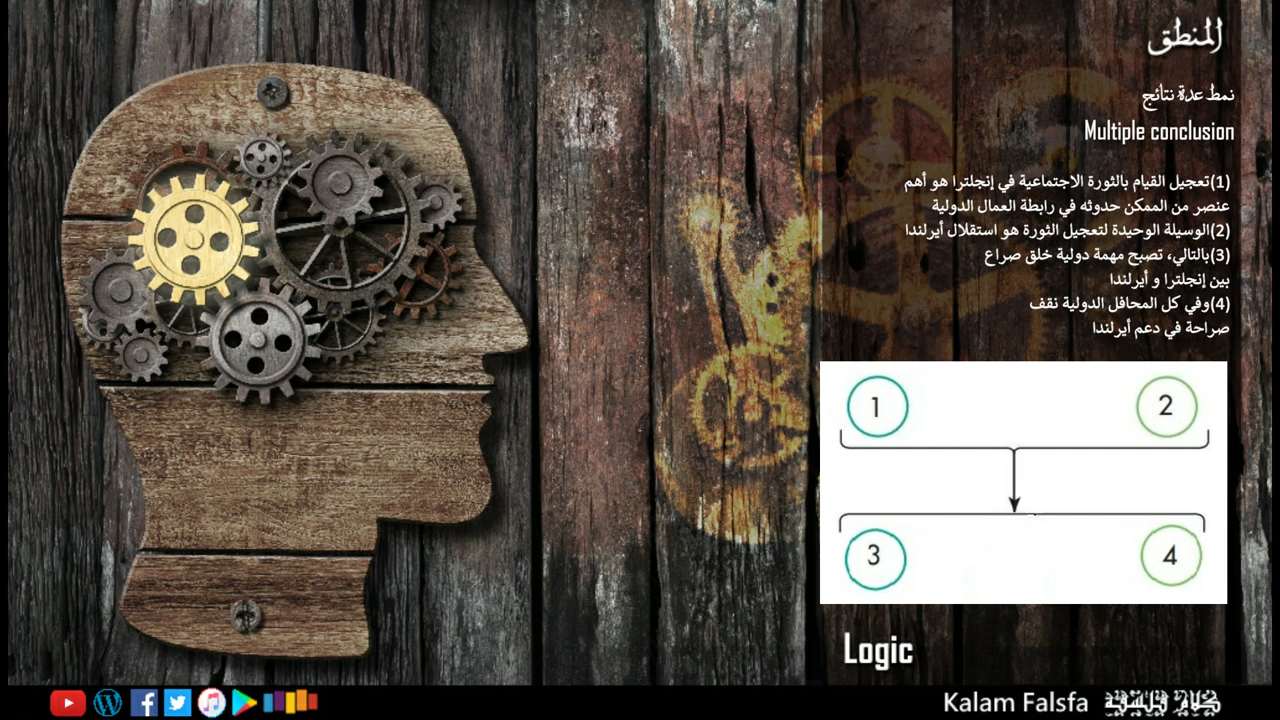 المنطق
نمط عدة نتائج
Multiple conclusion
(1)تعجيل القيام بالثورة الاجتماعية في إنجلترا هو أهم
عنصر من الممكن حدوثه في رابطة العمال الدولية
(2)الوسيلة الوحيدة لتعجيل الثورة هو استقلال أيرلندا
(3)بالتالي، تصبح مهمة دولية خلق صراع
بين إنجلترا و أيرلندا
(4)وفي كل المحافل الدولية نقف
صراحة في دعم أيرلندا
1 2
3 4
Logic
Kalam Falsfa كلام فلسفة